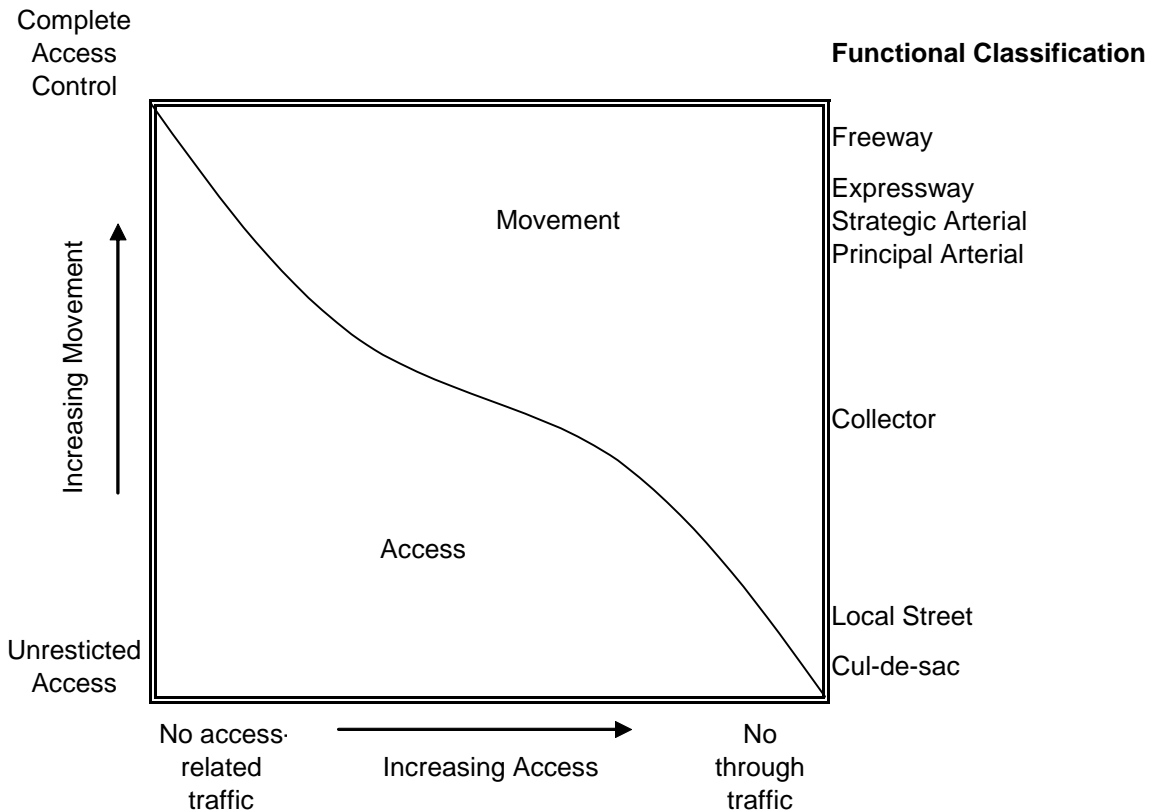 Complete
Access
Control
Functional Classification
Freeway
Expressway
Strategic Arterial
Principal Arterial
Movement
Increasing Movement
Collector
Access
Local Street
Cul-de-sac
Unresticted
Access
No access-
related
traffic
Increasing Access
No
through
traffic